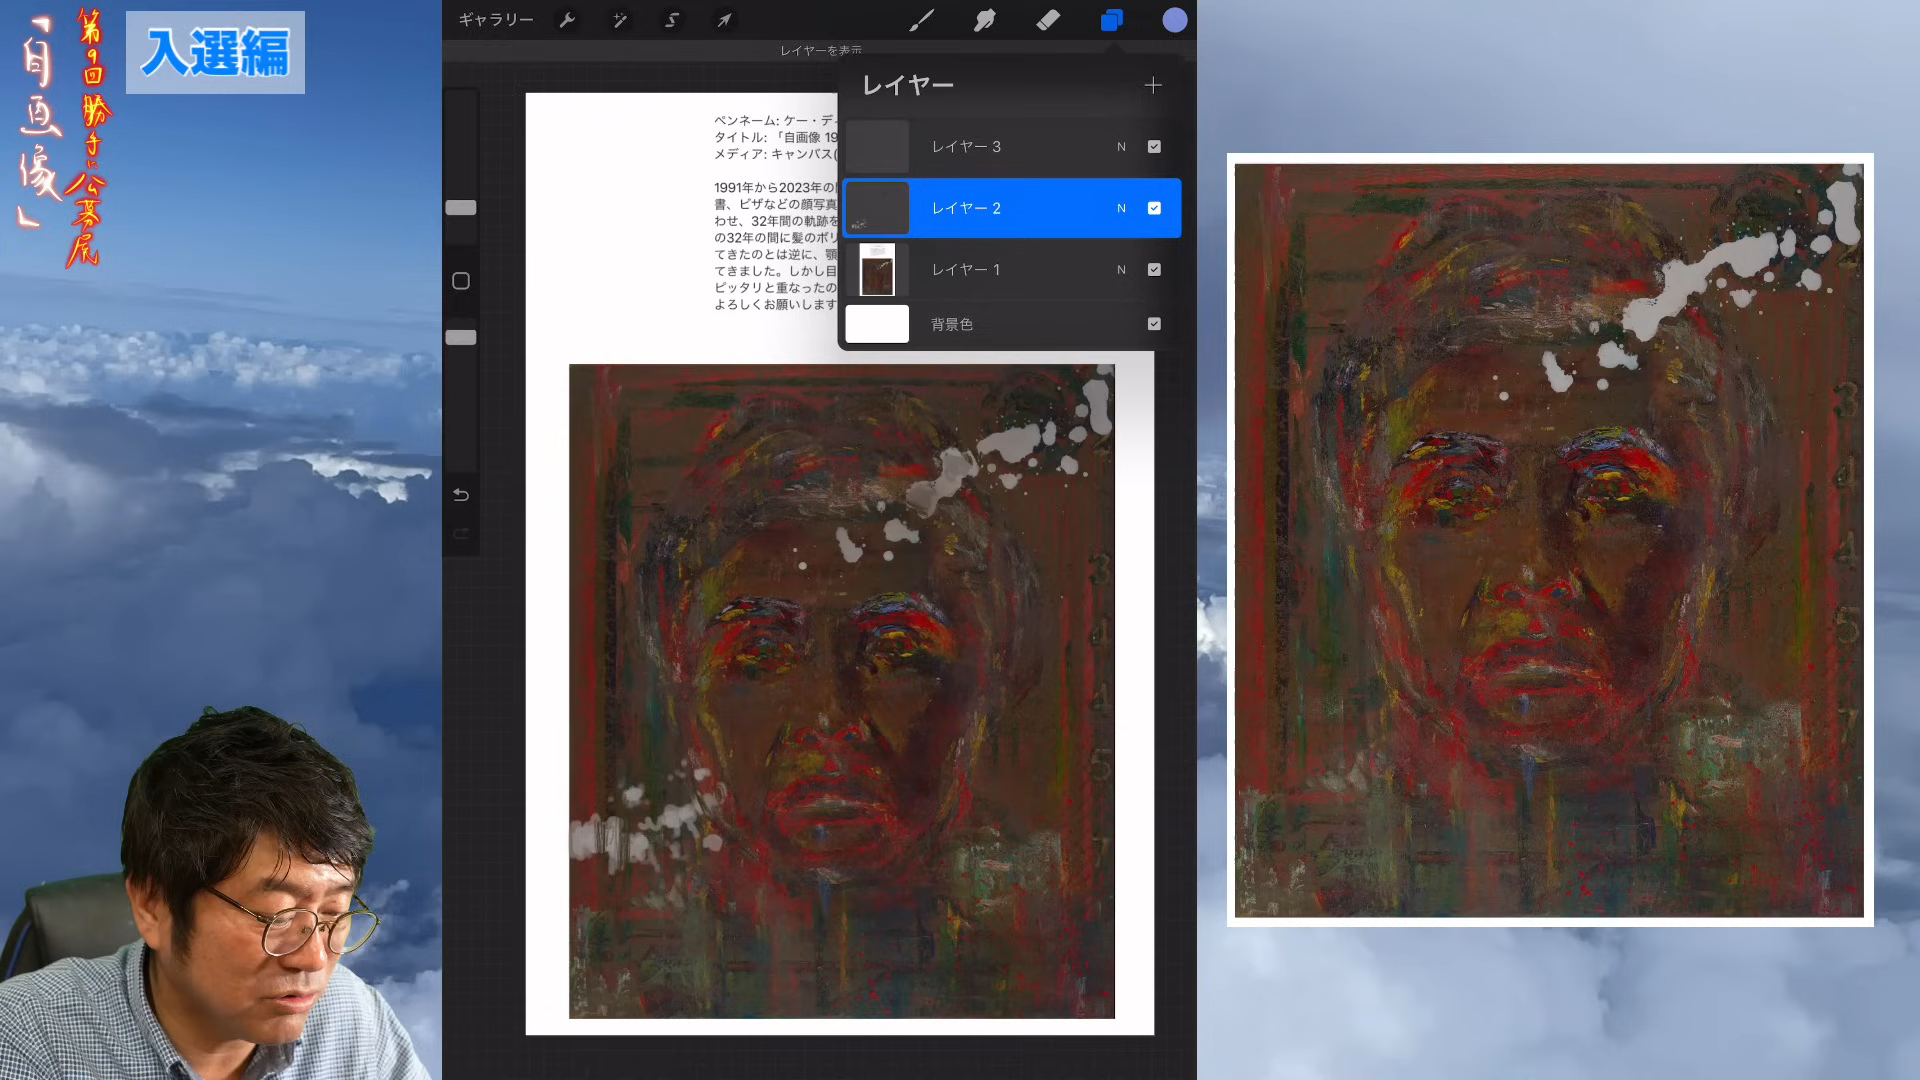 第9回 勝手に公募展
「自画像」
入選編
ギャラリー
レイヤーを表示
レイヤー
レイヤー 3 N
レイヤー 2 N
レイヤー 1 N
背景色
ペンネーム: ケー・デ
タイトル: 「自画像 19
メディア: キャンバス(
1991年から2023年の
書、ビザなどの顔写真
わせ、32年間の軌跡を
の32年の間に髪のボリ
てきたのとは逆に、顎
てきました。しかし目
ピッタリと重なったの
よろしくお願いします
3
4
5
7